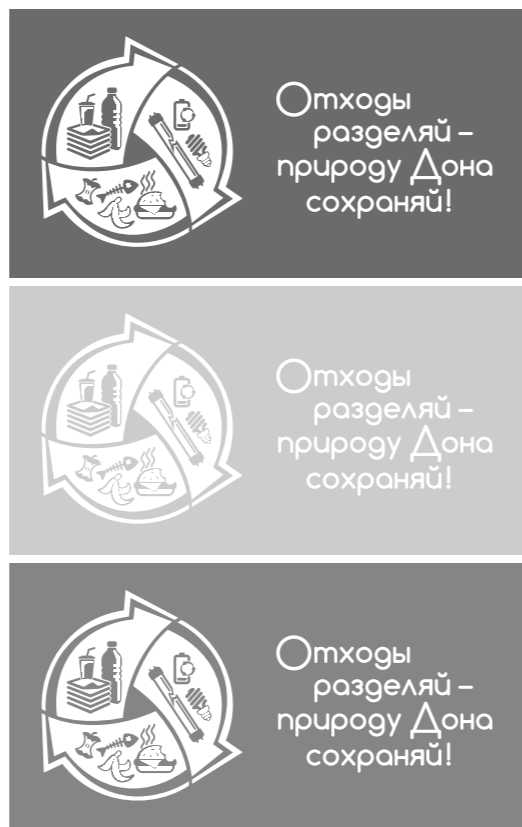 Отходы
разделяй –
природу Дона
сохраняй!
Отходы
разделяй –
природу Дона
сохраняй!
Отходы
разделяй –
природу Дона
сохраняй!